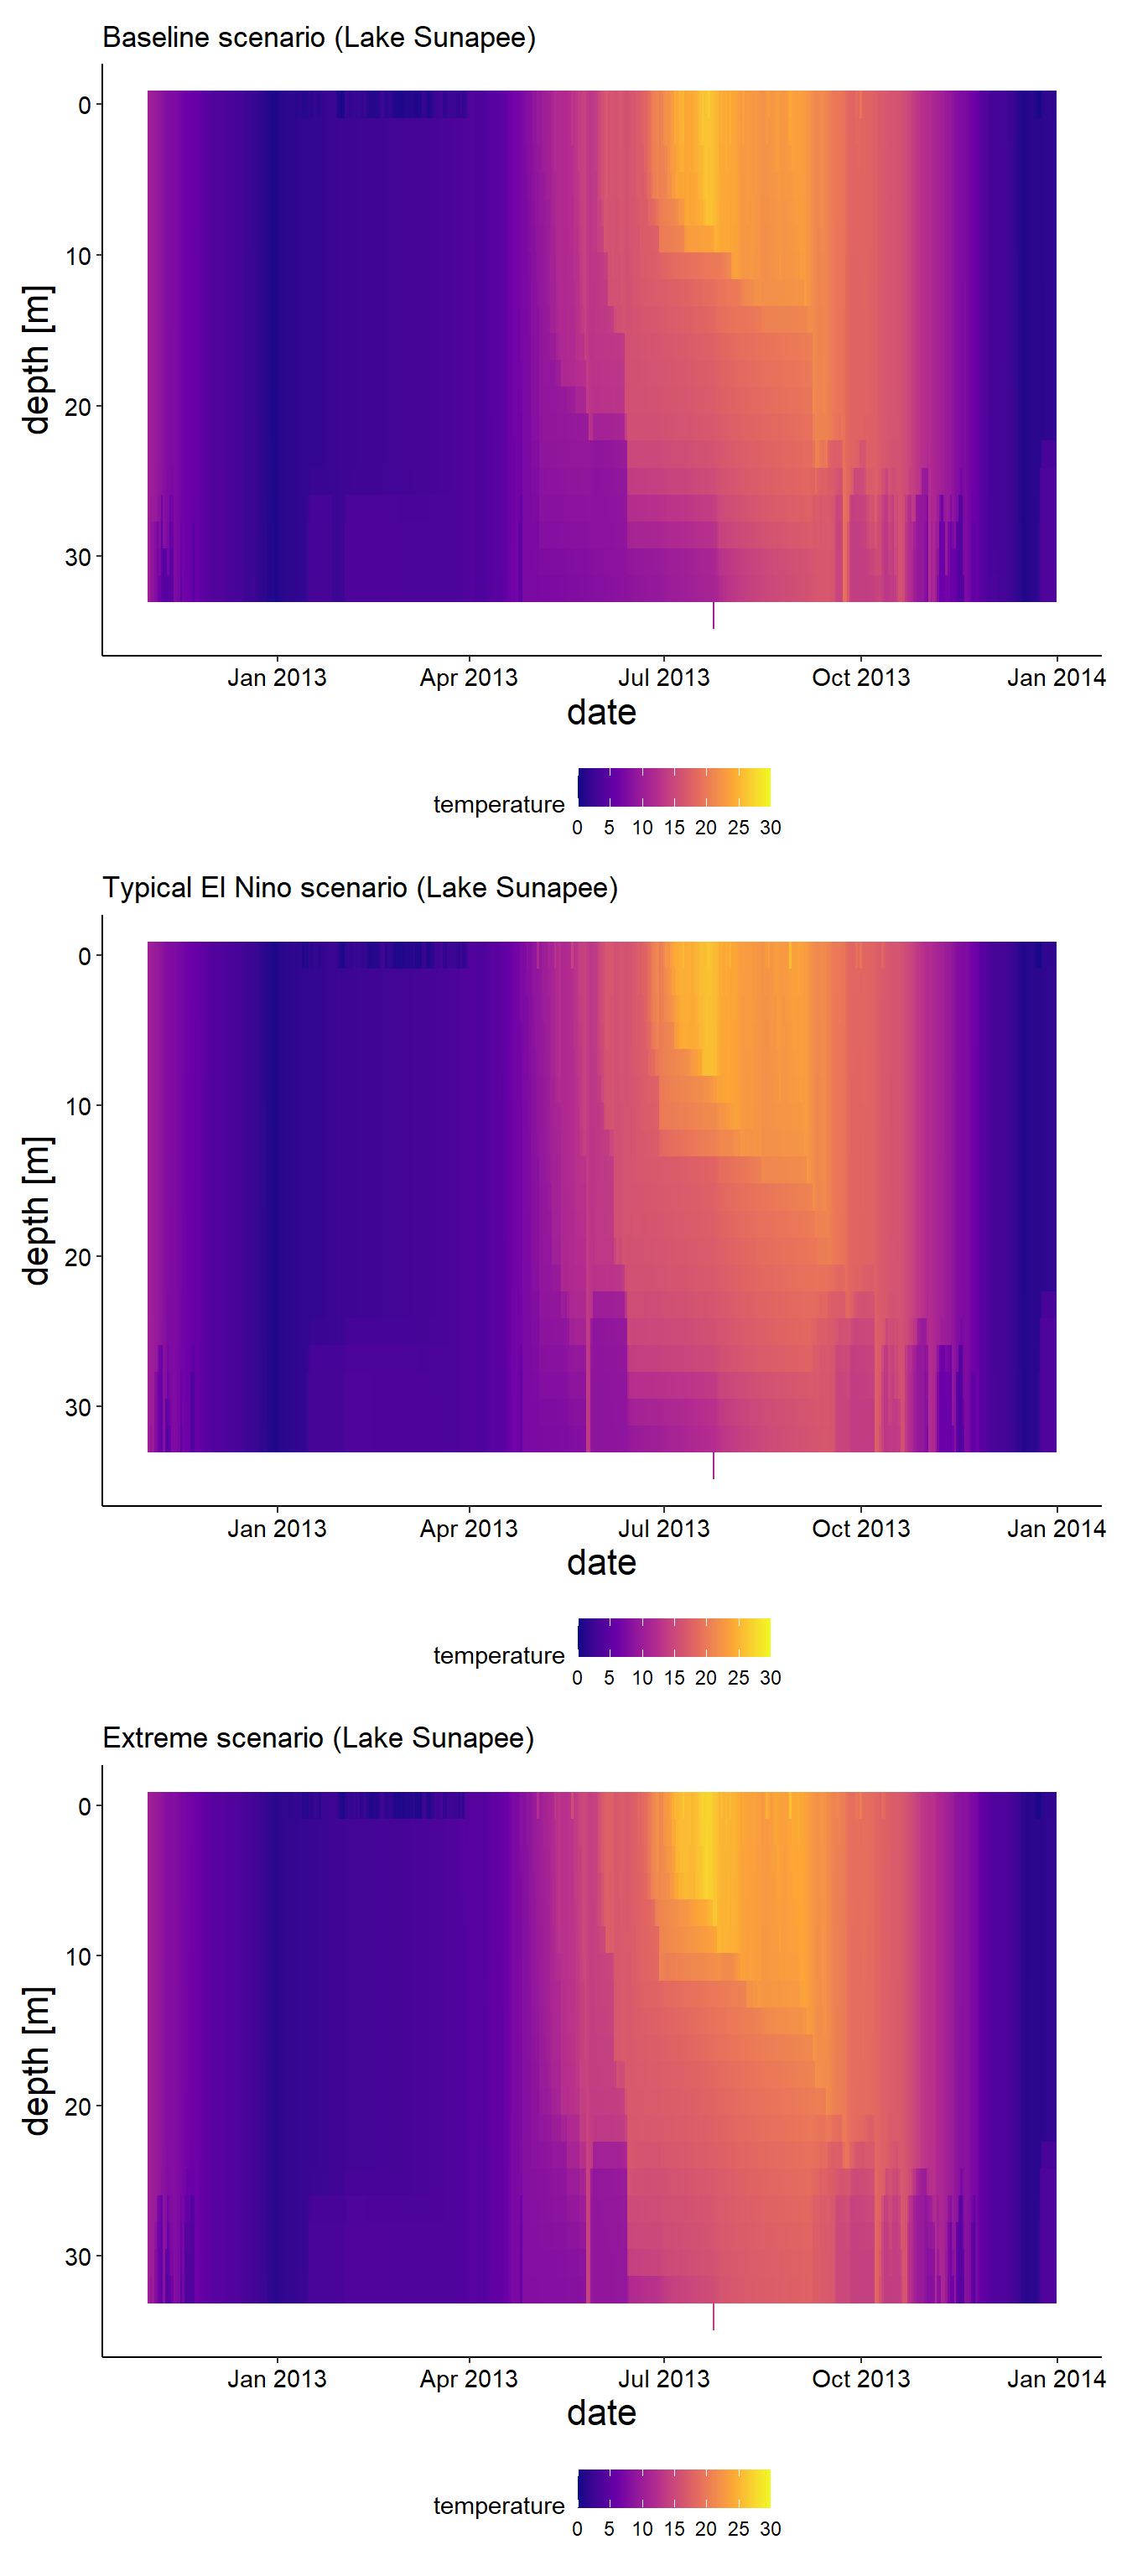 Baseline scenario (Lake Sunapee)
0
10
20
30
depth [m]
Jan 2013 Apr 2013 Jul 2013 Oct 2013 Jan 2014
date
temperature
0 5 10 15 20 25 30
Typical El Nino scenario (Lake Sunapee)
0
10
20
30
depth [m]
Jan 2013 Apr 2013 Jul 2013 Oct 2013 Jan 2014
date
temperature
0 5 10 15 20 25 30
Extreme scenario (Lake Sunapee)
0
10
20
30
depth [m]
Jan 2013 Apr 2013 Jul 2013 Oct 2013 Jan 2014
date
temperature
0 5 10 15 20 25 30